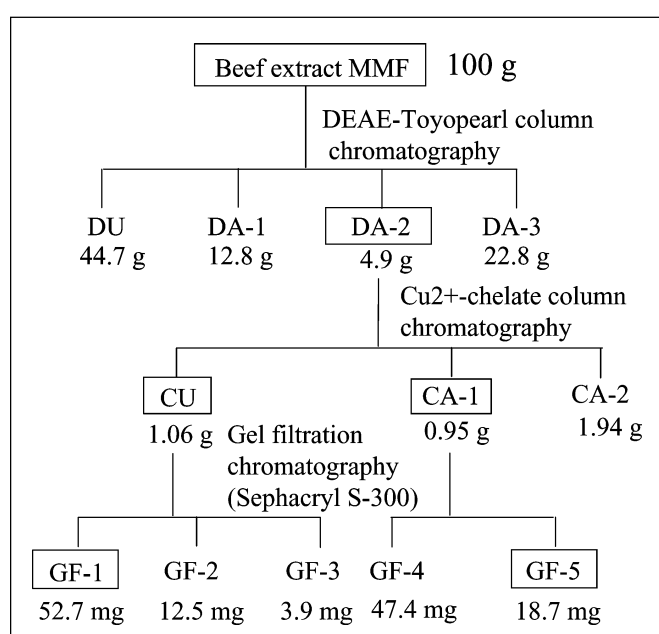 Beef extract MMF 100 g
DEAE-Toyopearl column
chromatography
DU DA-1 DA-2 DA-3
44.7 g 12.8 g 4.9 g 22.8 g
Cu2+-chelate column
chromatography
CU CA-1 CA-2
1.06 g 0.95 g 1.94 g
Gel filtration
chromatography
(Sephacryl S-300)
GF-1 GF-2 GF-3 GF-4 GF-5
52.7 mg 12.5 mg 3.9 mg 47.4 mg 18.7 mg